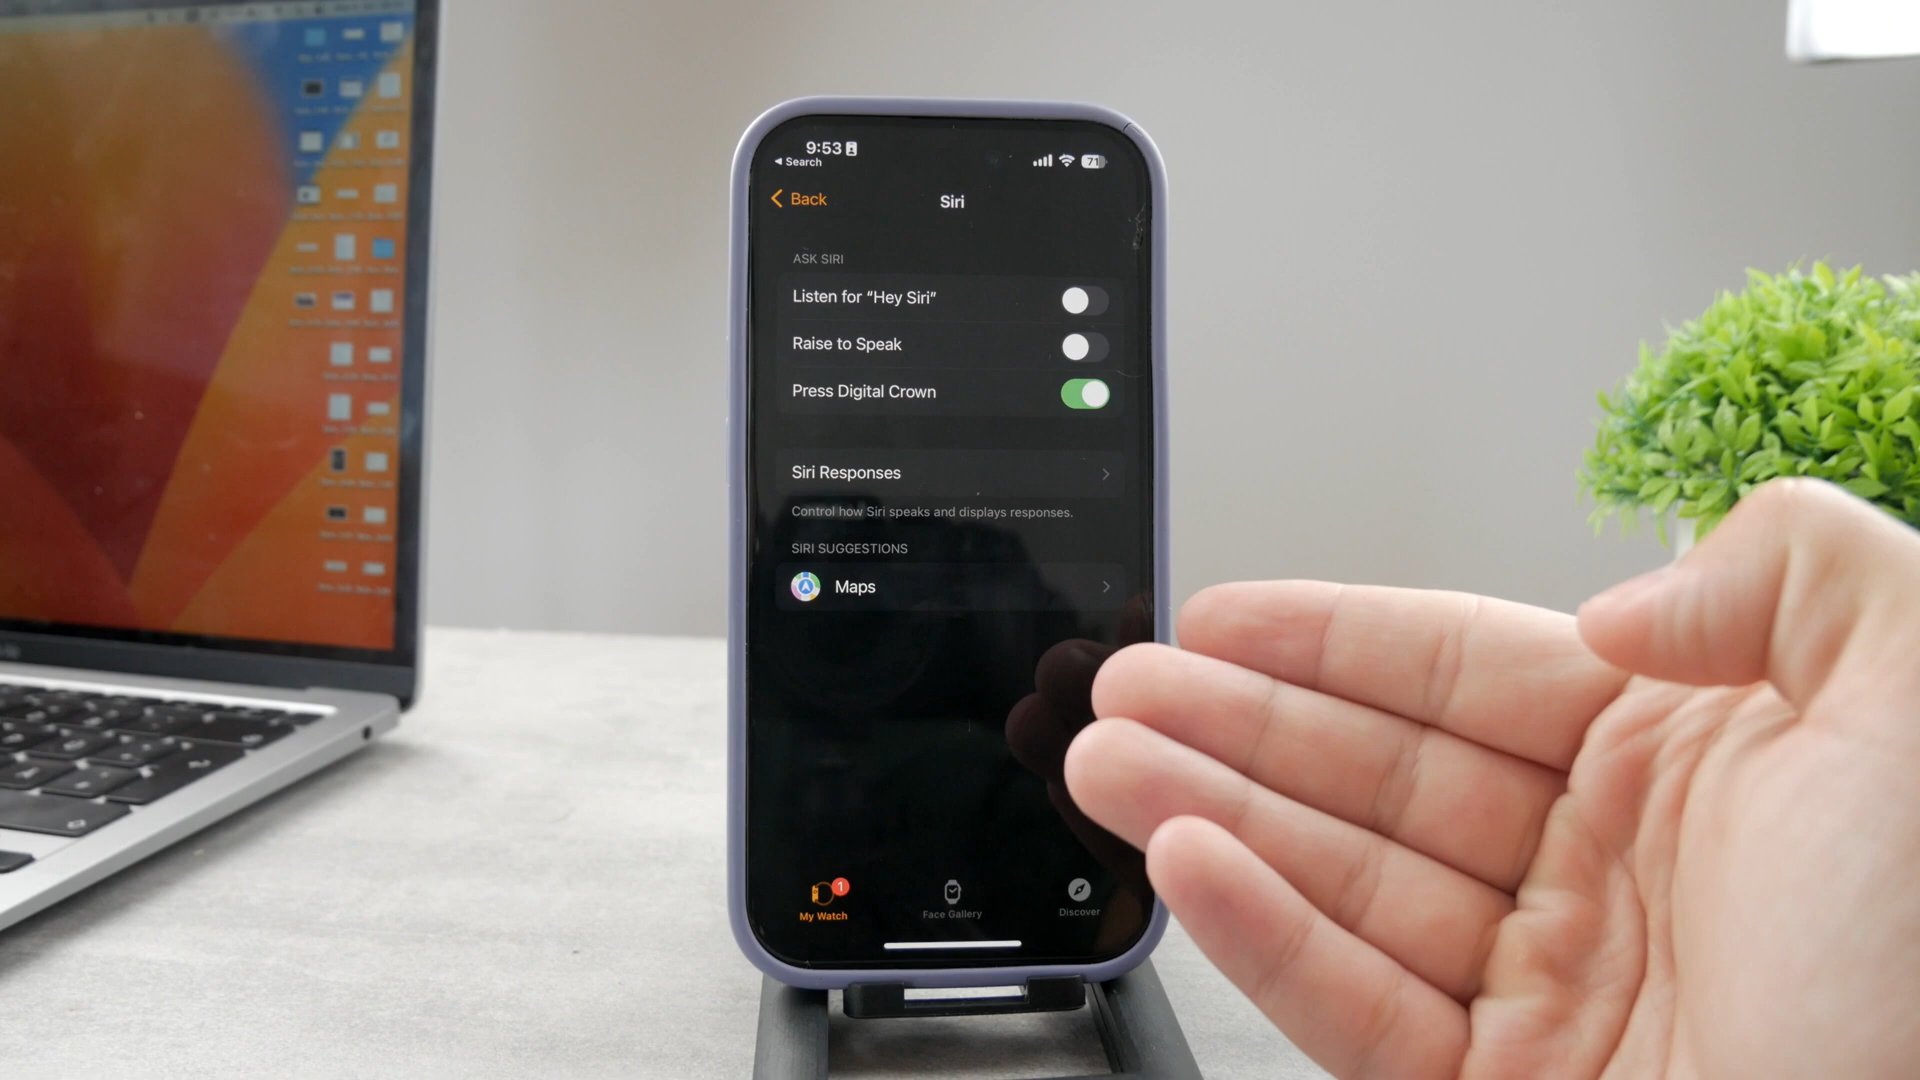 9:53
◀ Search
71
Back
Siri
ASK SIRI
Listen for “Hey Siri”
Raise to Speak
Press Digital Crown
Siri Responses
Control how Siri speaks and displays responses.
SIRI SUGGESTIONS
Maps
1
My Watch
Face Gallery
Discover